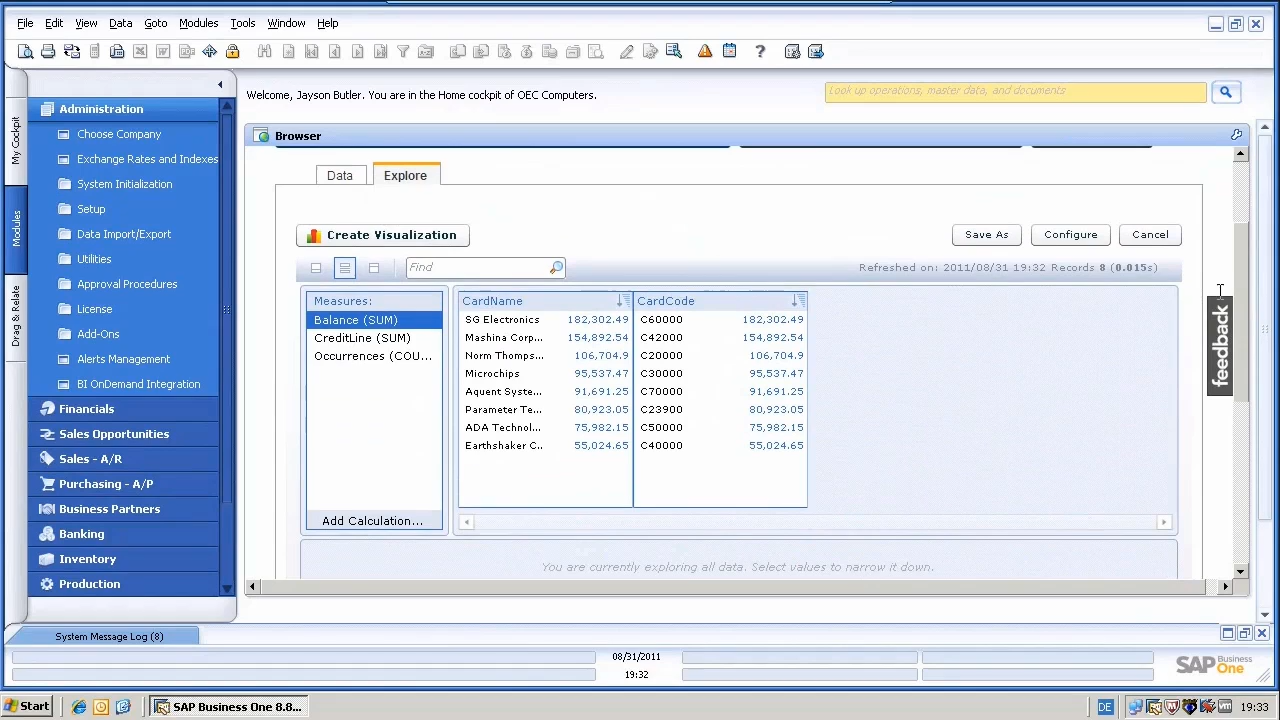 File Edit View Data Goto Modules Tools Window Help
Welcome, Jayson Butler. You are in the Home cockpit of OEC Computers.
Look up operations, master data, and documents
My Cockpit
Modules
Drag & Relate
Administration
Choose Company
Exchange Rates and Indexes
System Initialization
Setup
Data Import/Export
Utilities
Approval Procedures
License
Add-Ons
Alerts Management
BI OnDemand Integration
Financials
Sales Opportunities
Sales - A/R
Purchasing - A/P
Business Partners
Banking
Inventory
Production
Browser
Data Explore
Create Visualization Save As Configure Cancel
Find Refreshed on: 2011/08/31 19:32 Records 8 (0.015s)
Measures:
Balance (SUM)
CreditLine (SUM)
Occurrences (COU...
Add Calculation...
CardName CardCode
SG Electronics 182,302.49 C60000 182,302.49
Mashina Corp... 154,892.54 C42000 154,892.54
Norm Thomps... 106,704.9 C20000 106,704.9
Microchips 95,537.47 C30000 95,537.47
Aquent Syste... 91,691.25 C70000 91,691.25
Parameter Te... 80,923.05 C23900 80,923.05
ADA Technol... 75,982.15 C50000 75,982.15
Earthshaker C.. 55,024.65 C40000 55,024.65
You are currently exploring all data. Select values to narrow it down.
feedback
System Message Log (8)
08/31/2011
19:32
SAP Business One
Start SAP Business One 8.8... DE 19:33